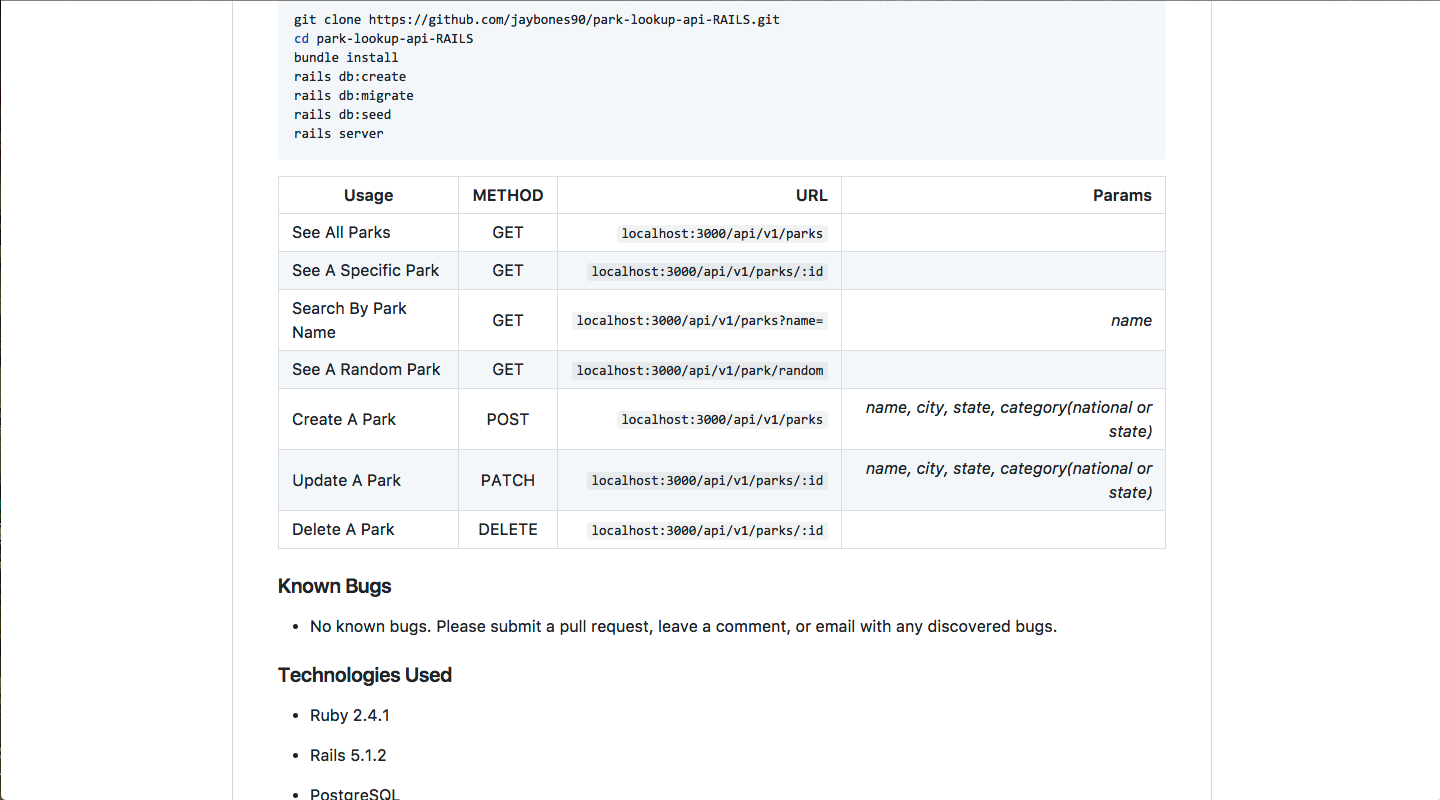 git clone https://github.com/jaybones90/park-lookup-api-RAILS.git
cd park-lookup-api-RAILS
bundle install
rails db:create
rails db:migrate
rails db:seed
rails server
Usage METHOD URL Params
See All Parks GET localhost:3000/api/v1/parks
See A Specific Park GET localhost:3000/api/v1/parks/:id
Search By Park
Name GET localhost:3000/api/v1/parks?name= name
See A Random Park GET localhost:3000/api/v1/park/random
Create A Park POST localhost:3000/api/v1/parks name, city, state, category(national or
state)
Update A Park PATCH localhost:3000/api/v1/parks/:id name, city, state, category(national or
state)
Delete A Park DELETE localhost:3000/api/v1/parks/:id
Known Bugs
• No known bugs. Please submit a pull request, leave a comment, or email with any discovered bugs.
Technologies Used
• Ruby 2.4.1
• Rails 5.1.2
• PostgreSQL